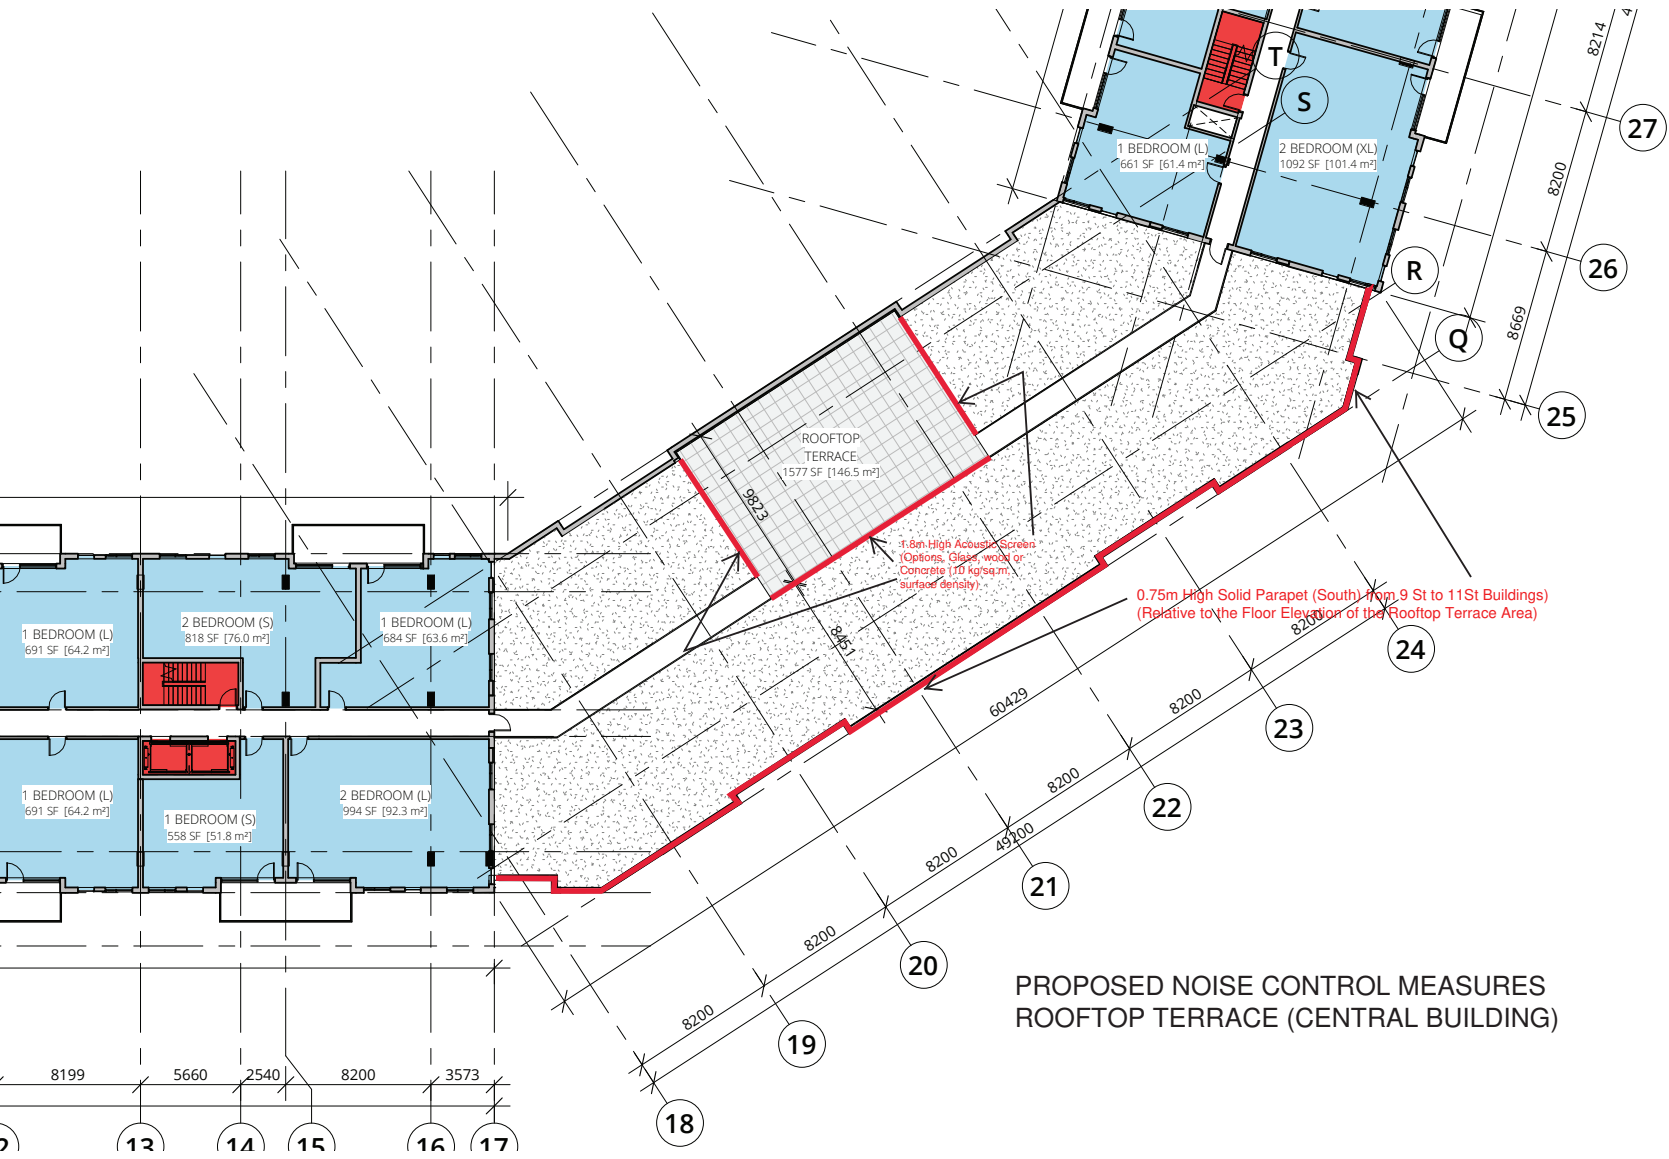 T
S
8214
27
1 BEDROOM (L)
661 SF [61.4 m²]
2 BEDROOM (XL)
1092 SF [101.4 m²]
8200
26
R
8669
Q
25
ROOFTOP
TERRACE
1577 SF [146.5 m²]
9823
1.8m High Acoustic Screen
(Options, Glass, wood or
Concrete (10 kg/sq.m.
surface density)
0.75m High Solid Parapet (South) from 9 St to 11St Buildings)
(Relative to the Floor Elevation of the Rooftop Terrace Area)
8451
8200
24
1 BEDROOM (L)
691 SF [64.2 m²]
2 BEDROOM (S)
818 SF [76.0 m²]
1 BEDROOM (L)
684 SF [63.6 m²]
60429
8200
23
8200
22
1 BEDROOM (L)
691 SF [64.2 m²]
1 BEDROOM (S)
558 SF [51.8 m²]
2 BEDROOM (L)
994 SF [92.3 m²]
8200
49200
21
8200
20
8200
19
18
PROPOSED NOISE CONTROL MEASURES
ROOFTOP TERRACE (CENTRAL BUILDING)
8199
5660
2540
8200
3573
13
14
15
16
17